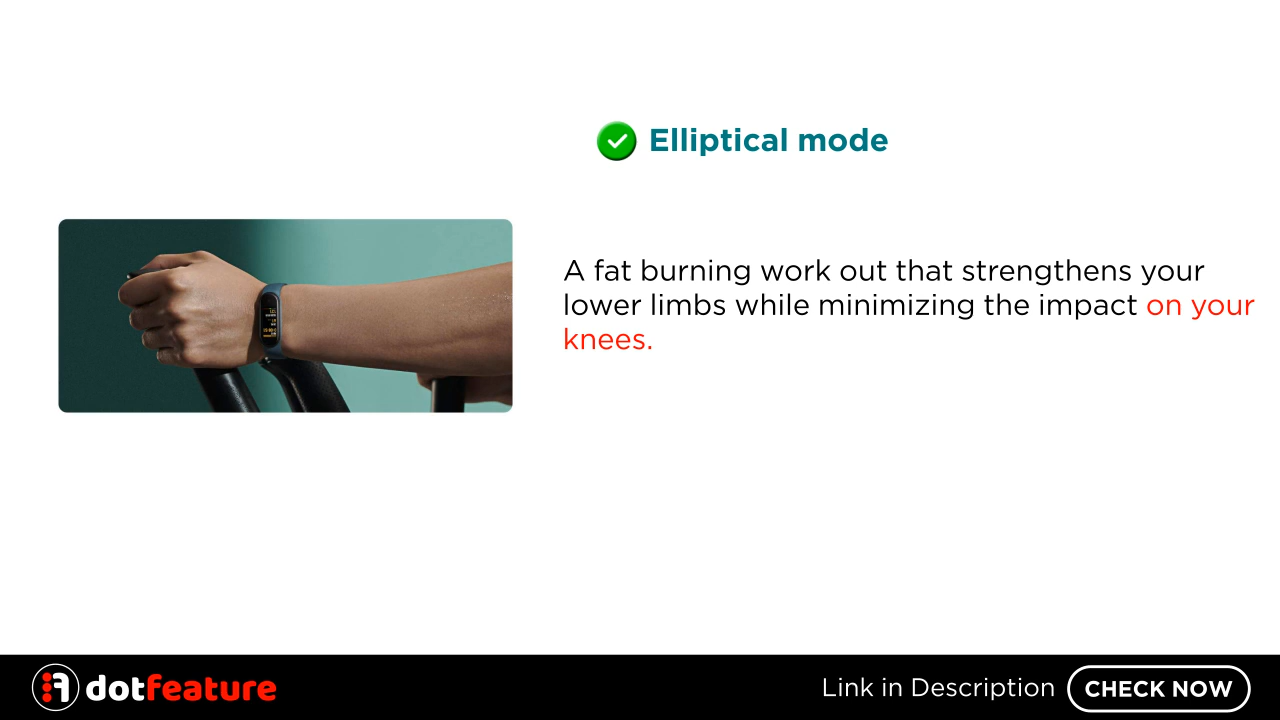 Elliptical mode
A fat burning work out that strengthens your
lower limbs while minimizing the impact on your
knees.
dotfeature
Link in Description
CHECK NOW